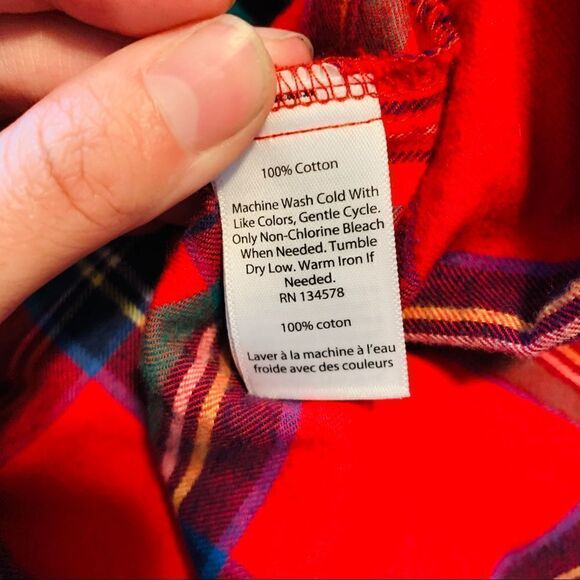 100% Cotton
Machine Wash Cold With
Like Colors, Gentle Cycle.
Only Non-Chlorine Bleach
When Needed. Tumble
Dry Low. Warm Iron If
Needed.
RN 134578
100% coton
Laver à la machine à l'eau
froide avec des couleurs